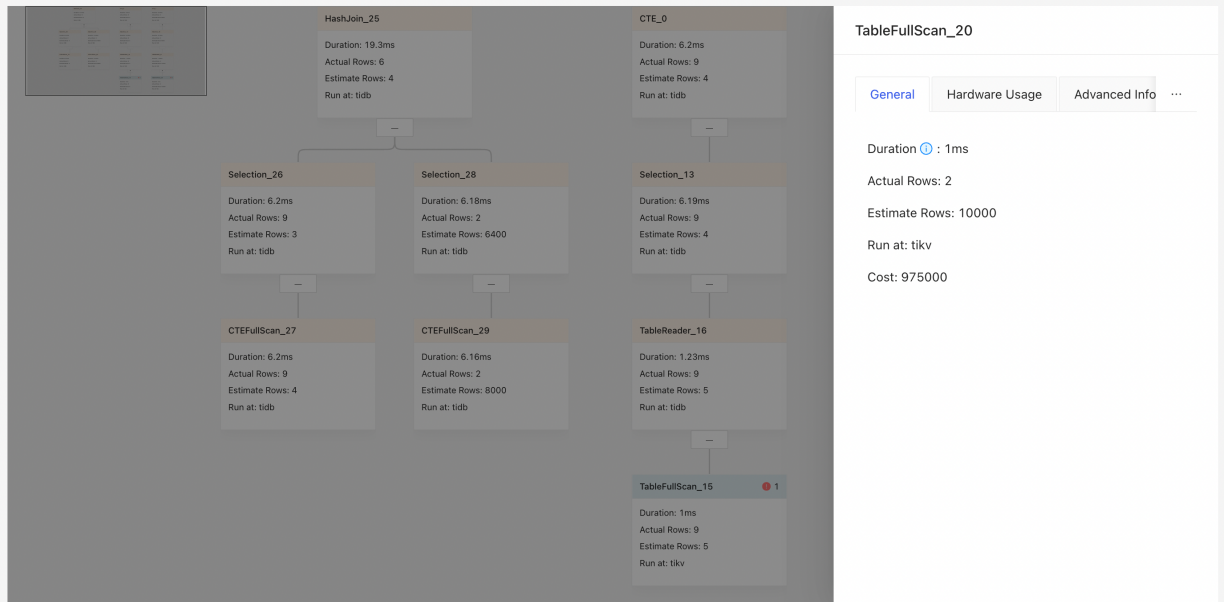 HashJoin_25
Duration: 19.3ms
Actual Rows: 6
Estimate Rows: 4
Run at: tidb
CTE_0
Duration: 6.2ms
Actual Rows: 9
Estimate Rows: 4
Run at: tidb
Selection_26
Duration: 6.2ms
Actual Rows: 9
Estimate Rows: 3
Run at: tidb
Selection_28
Duration: 6.18ms
Actual Rows: 2
Estimate Rows: 6400
Run at: tidb
Selection_13
Duration: 6.19ms
Actual Rows: 9
Estimate Rows: 4
Run at: tidb
CTEFullScan_27
Duration: 6.2ms
Actual Rows: 9
Estimate Rows: 4
Run at: tidb
CTEFullScan_29
Duration: 6.16ms
Actual Rows: 2
Estimate Rows: 8000
Run at: tidb
TableReader_16
Duration: 1.23ms
Actual Rows: 9
Estimate Rows: 5
Run at: tidb
TableFullScan_15 1
Duration: 1ms
Actual Rows: 9
Estimate Rows: 5
Run at: tikv
TableFullScan_20
General Hardware Usage Advanced Info ...
Duration : 1ms
Actual Rows: 2
Estimate Rows: 10000
Run at: tikv
Cost: 975000